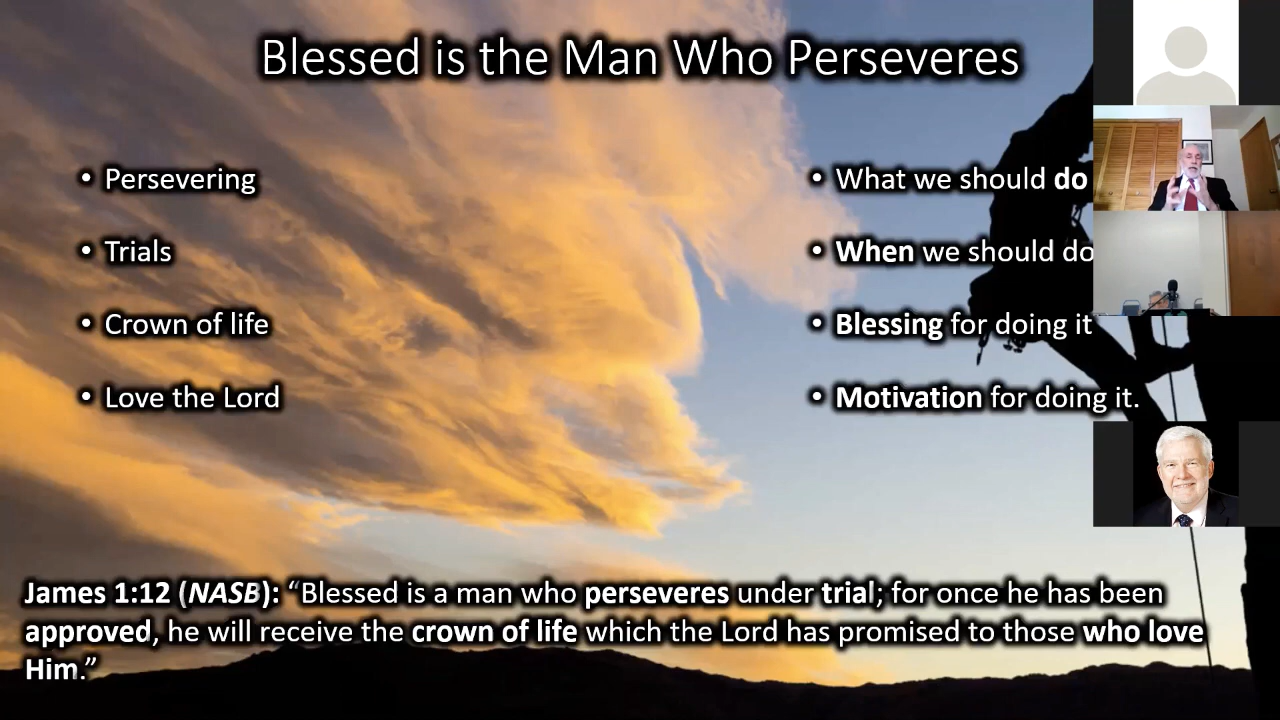 Blessed is the Man Who Perseveres
• Persevering
• What we should do
• Trials
• When we should do
• Crown of life
• Blessing for doing it
• Love the Lord
• Motivation for doing it.
James 1:12 (NASB): “Blessed is a man who perseveres under trial; for once he has been
approved, he will receive the crown of life which the Lord has promised to those who love
Him.”